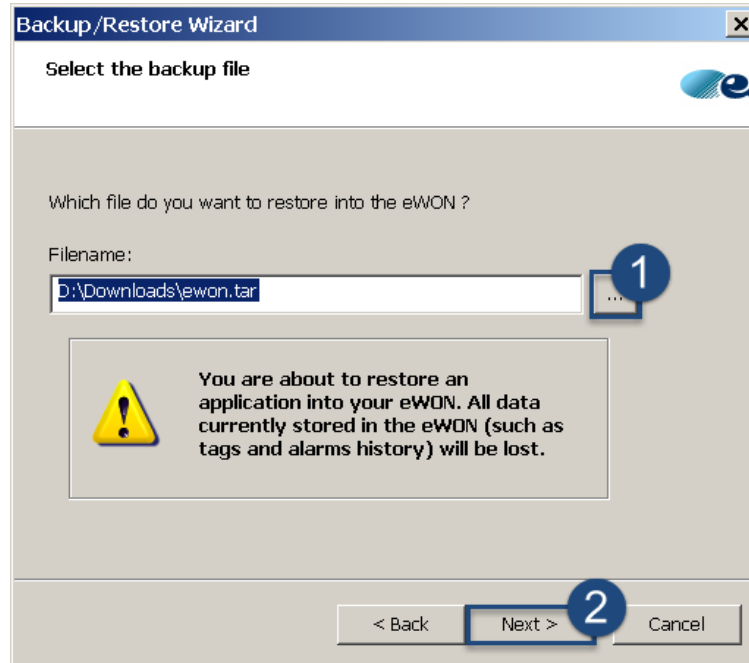 Backup/Restore Wizard
Select the backup file
e
Which file do you want to restore into the eWON ?
Filename:
D:\Downloads\ewon.tar
...
1
You are about to restore an
application into your eWON. All data
currently stored in the eWON (such as
tags and alarms history) will be lost.
< Back
Next >
2
Cancel